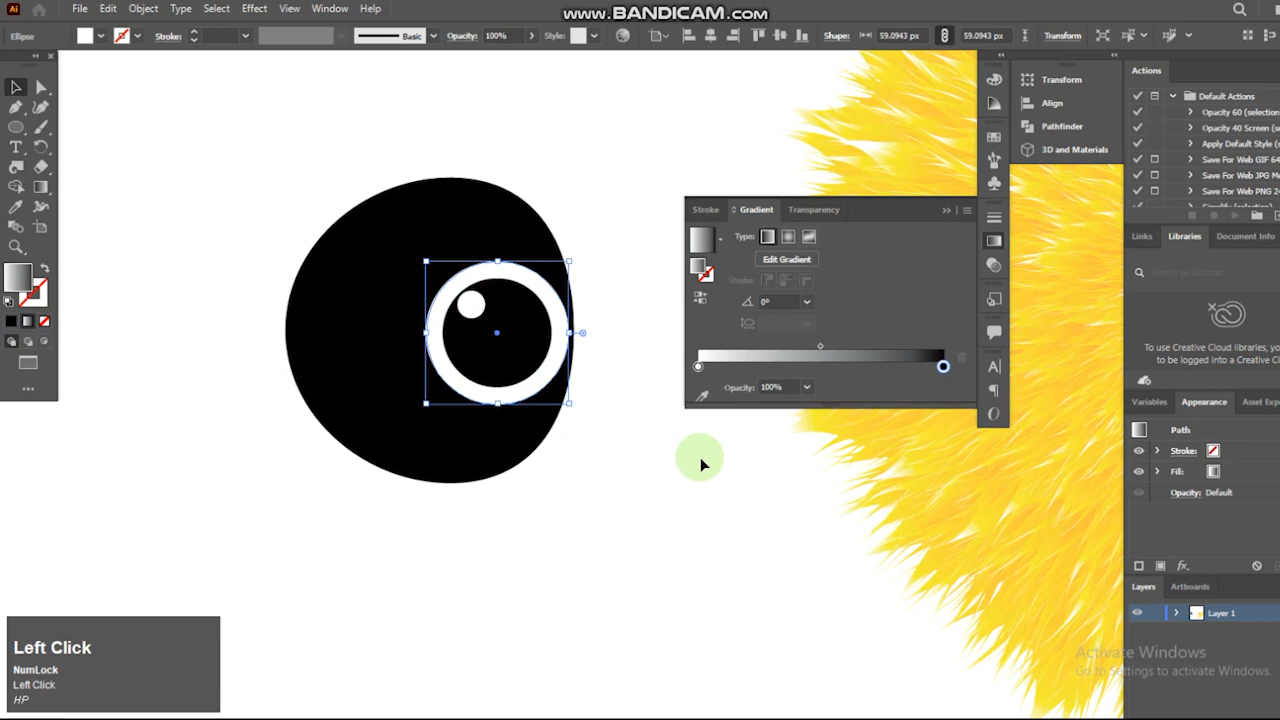 www.BANDICAM.com
Ai File Edit Object Type Select Effect View Window Help
Ellipse Stroke: Basic Opacity: 100% Style: Shape: 59.0943 px 59.0943 px Transform
Transform
Align
Pathfinder
3D and Materials
Actions
Default Actions
Opacity 60 (selection
Opacity 40 Screen (s
Apply Default Style (s
Save For Web GIF 64
Save For Web JPG M
Save For Web PNG 2
Stroke Gradient Transparency
Type:
Edit Gradient
Stroke:
0°
Opacity: 100%
Links Libraries Document Info
To use Creative Cloud libraries, you
to be logged into a Creative C
Variables Appearance Asset Exp
Path
Stroke:
Fill:
Opacity: Default
fx
Layers Artboards
Layer 1
Activate Windows
Go to Settings to activate Windows.
Left Click
NumLock
Left Click
HP